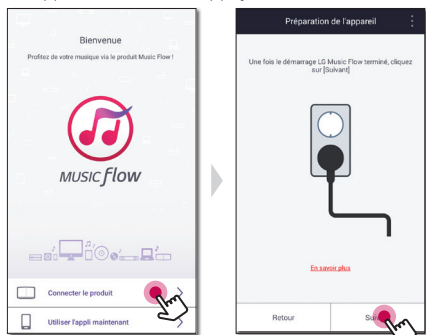 Bienvenue
Profitez de votre musique via le produit Music Flow !
MUSIC flow
Connecter le produit
Utiliser l'appli maintenant
Préparation de l'appareil
Une fois le démarrage LG Music Flow terminé, cliquez
sur [Suivant]
En savoir plus
Retour